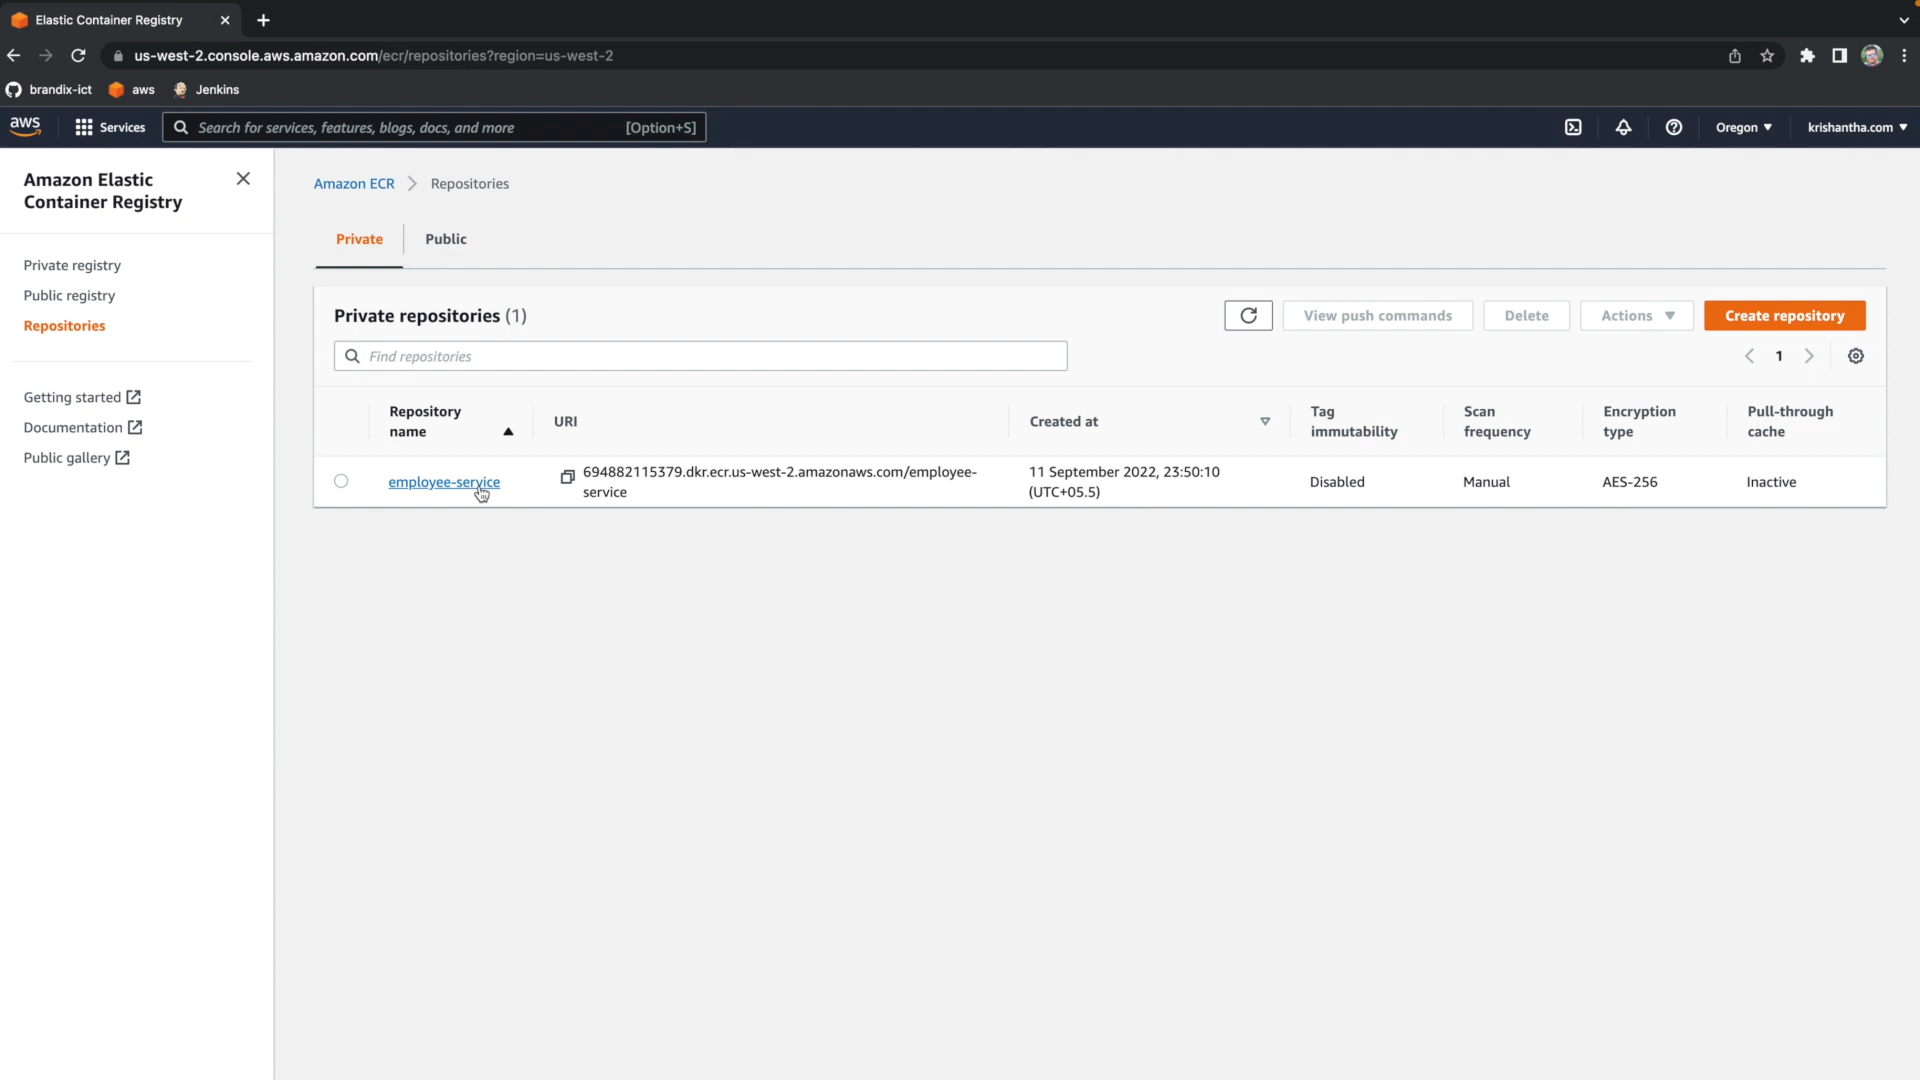 Elastic Container Registry
us-west-2.console.aws.amazon.com/ecr/repositories?region=us-west-2
brandix-ict
aws
Jenkins
aws
Services
Search for services, features, blogs, docs, and more
[Option+S]
Oregon
krishantha.com
Amazon Elastic
Container Registry
Private registry
Public registry
Repositories
Getting started
Documentation
Public gallery
Amazon ECR
Repositories
Private
Public
Private repositories (1)
View push commands
Delete
Actions
Create repository
Find repositories
1
Repository
name
URI
Created at
Tag
immutability
Scan
frequency
Encryption
type
Pull-through
cache
employee-service
694882115379.dkr.ecr.us-west-2.amazonaws.com/employee-
service
11 September 2022, 23:50:10
(UTC+05.5)
Disabled
Manual
AES-256
Inactive